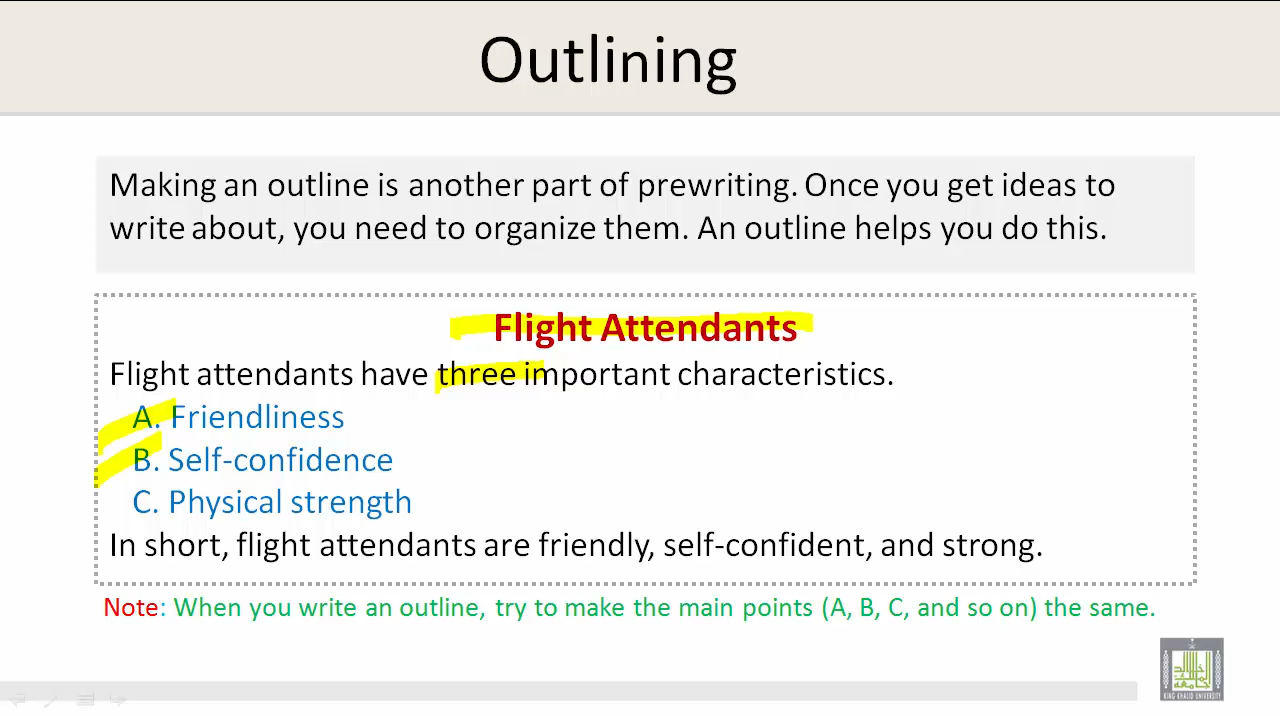 Outlining
Making an outline is another part of prewriting. Once you get ideas to
write about, you need to organize them. An outline helps you do this.
Flight Attendants
Flight attendants have three important characteristics.
A. Friendliness
B. Self-confidence
C. Physical strength
In short, flight attendants are friendly, self-confident, and strong.
Note: When you write an outline, try to make the main points (A, B, C, and so on) the same.
KING KHALID UNIVERSITY